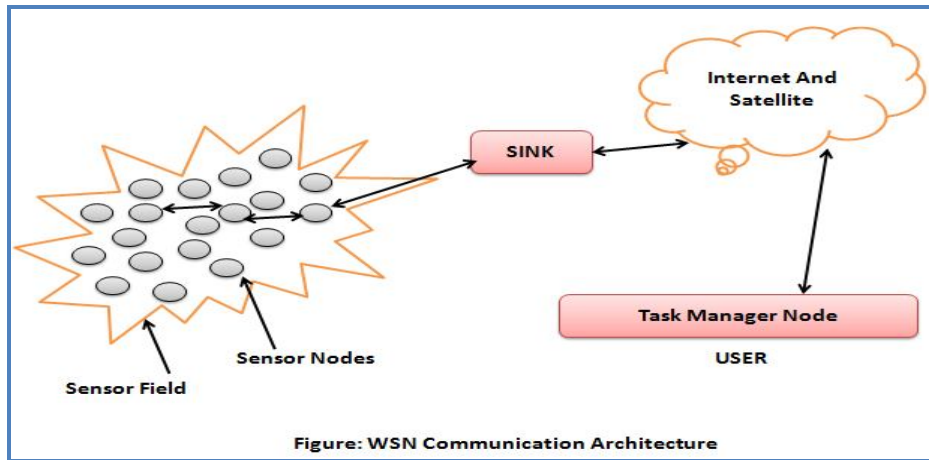 Internet And
Satellite
SINK
Task Manager Node
USER
Sensor Nodes
Sensor Field
Figure: WSN Communication Architecture